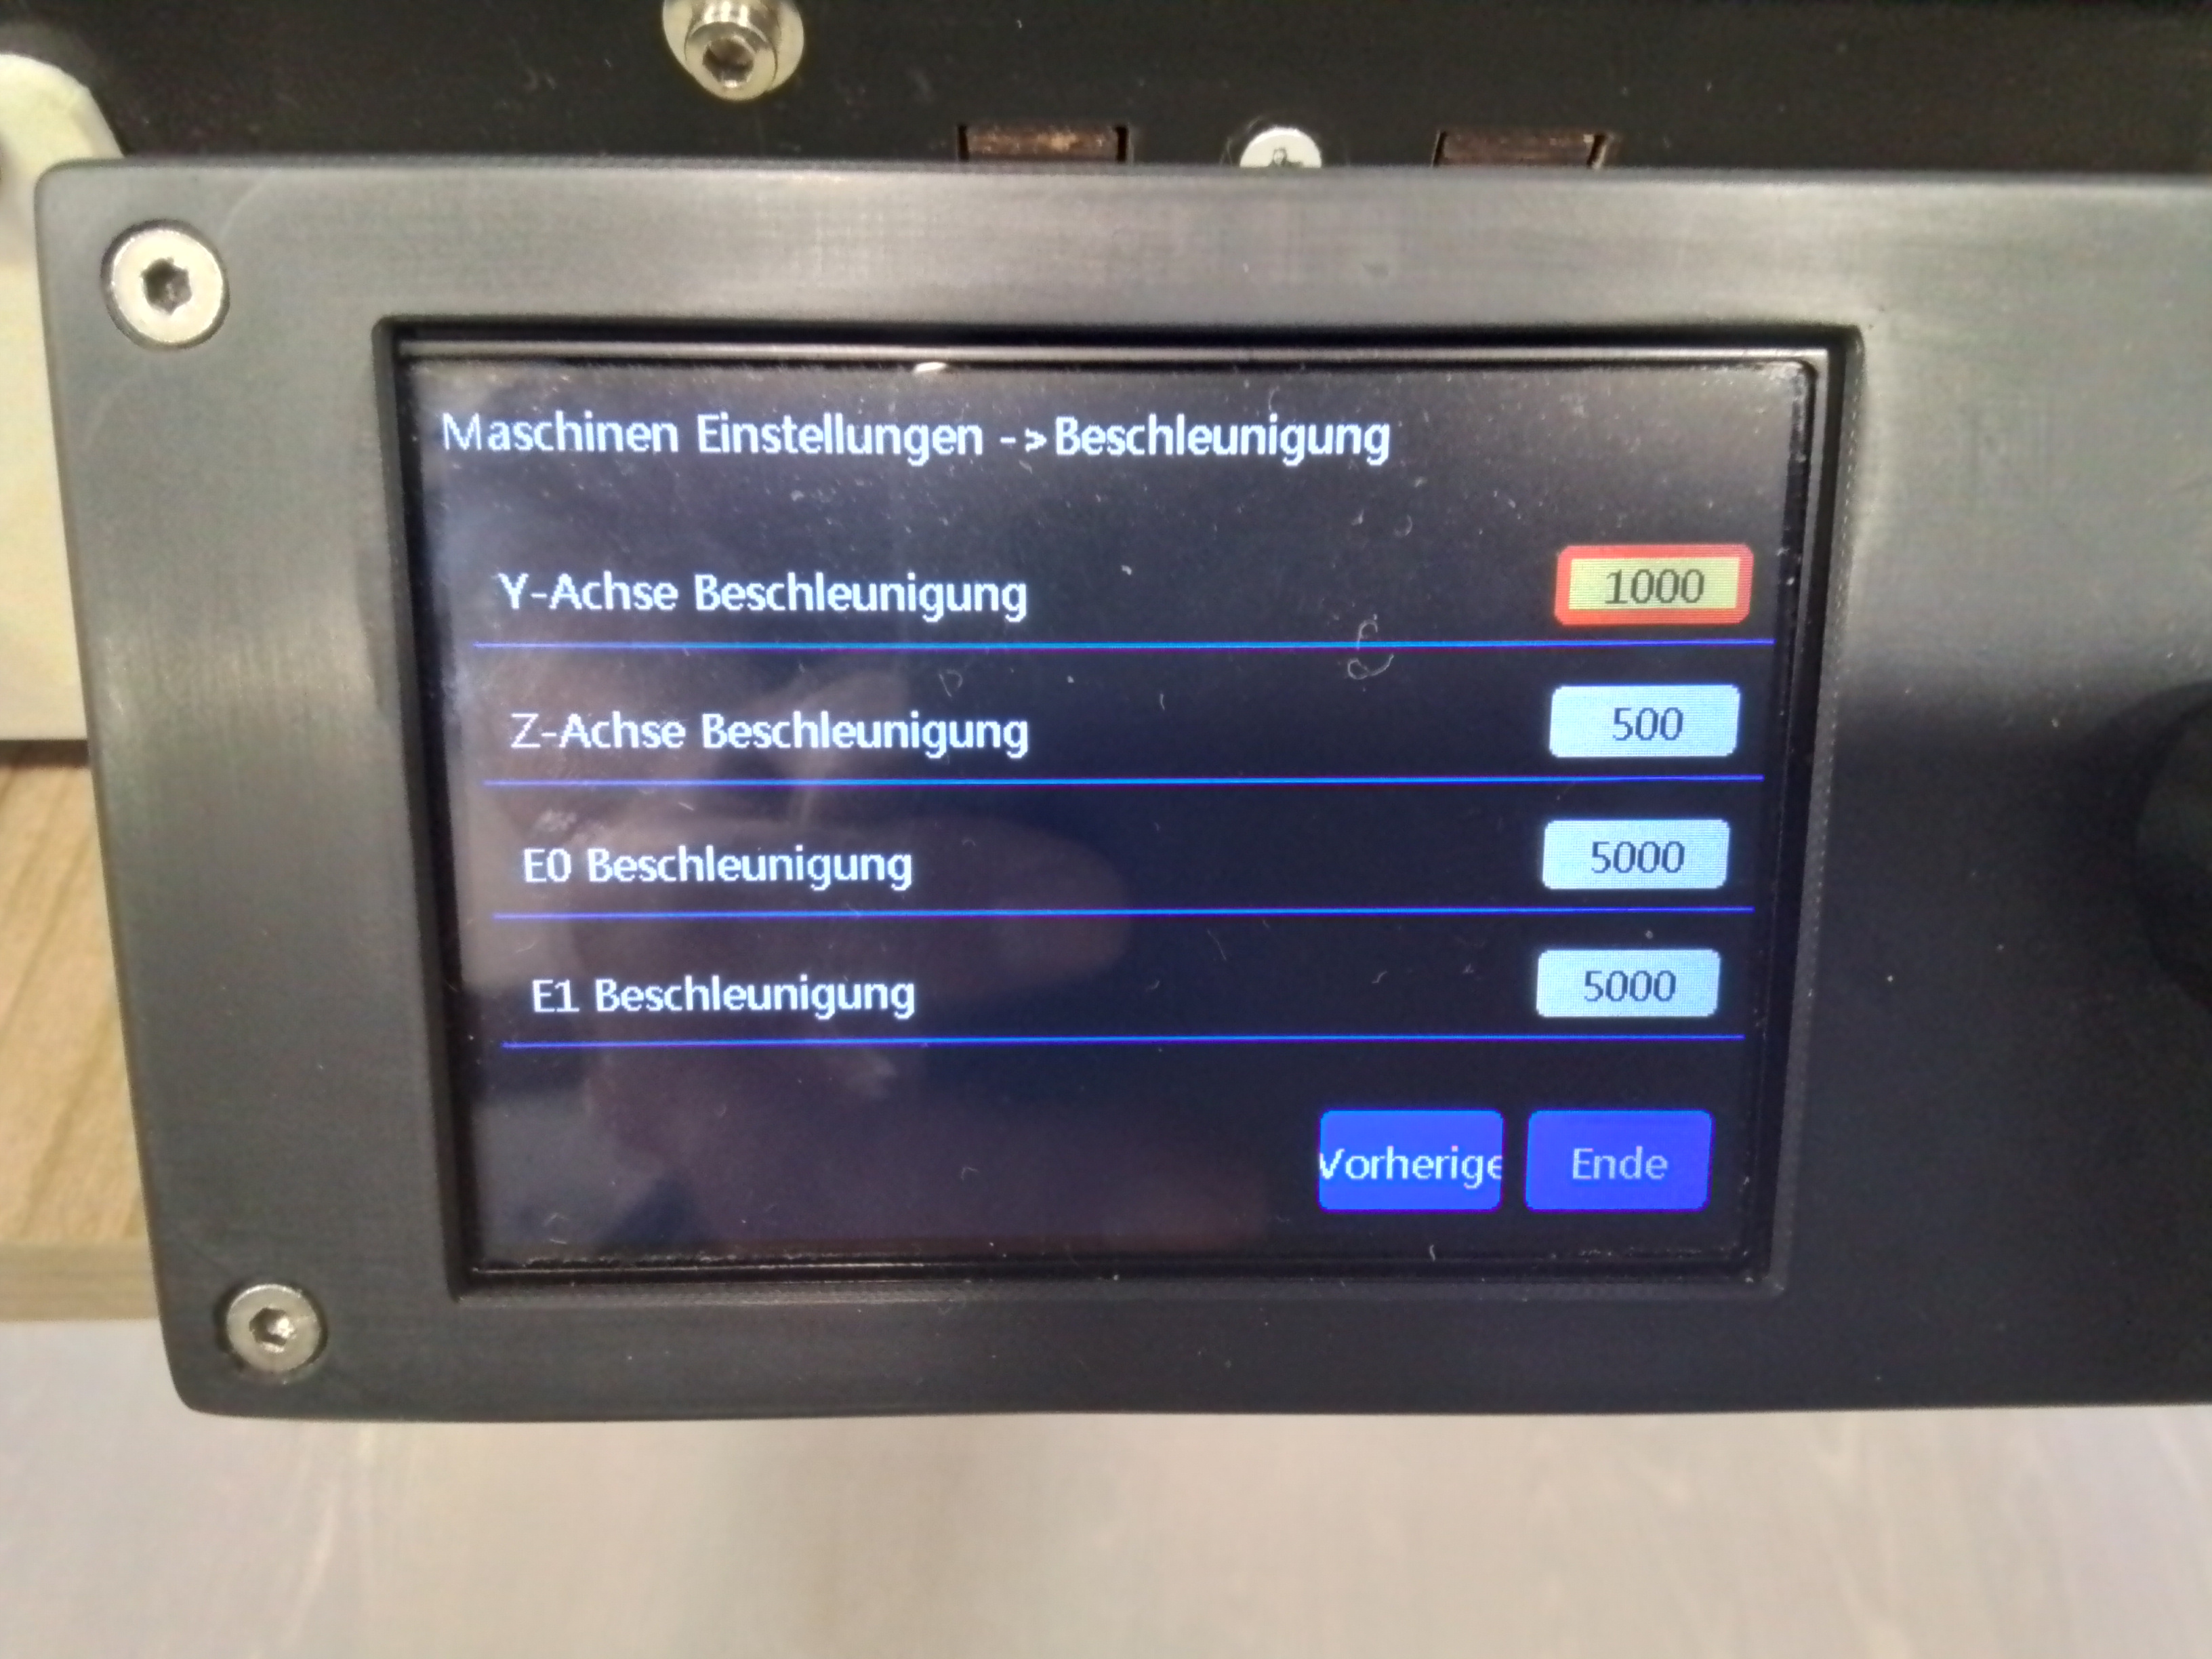 Maschinen Einstellungen ->Beschleunigung
Y-Achse Beschleunigung 1000
Z-Achse Beschleunigung 500
E0 Beschleunigung 5000
E1 Beschleunigung 5000
Vorherige Ende